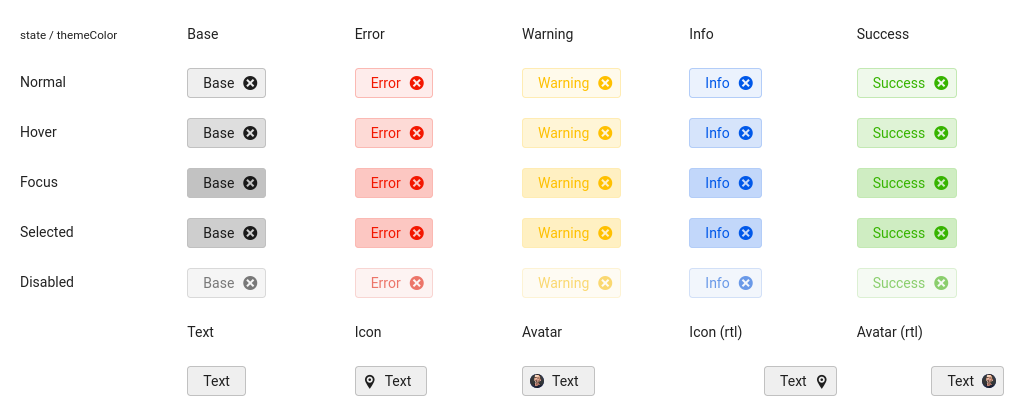 state / themeColor Base Error Warning Info Success
Normal Base Error Warning Info Success
Hover Base Error Warning Info Success
Focus Base Error Warning Info Success
Selected Base Error Warning Info Success
Disabled Base Error Warning Info Success
Text Icon Avatar Icon (rtl) Avatar (rtl)
Text Text Text Text Text